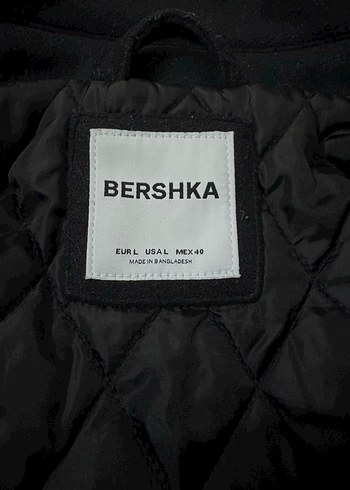 BERSHKA
EUR L USA L MEX 40
MADE IN BANGLADESH